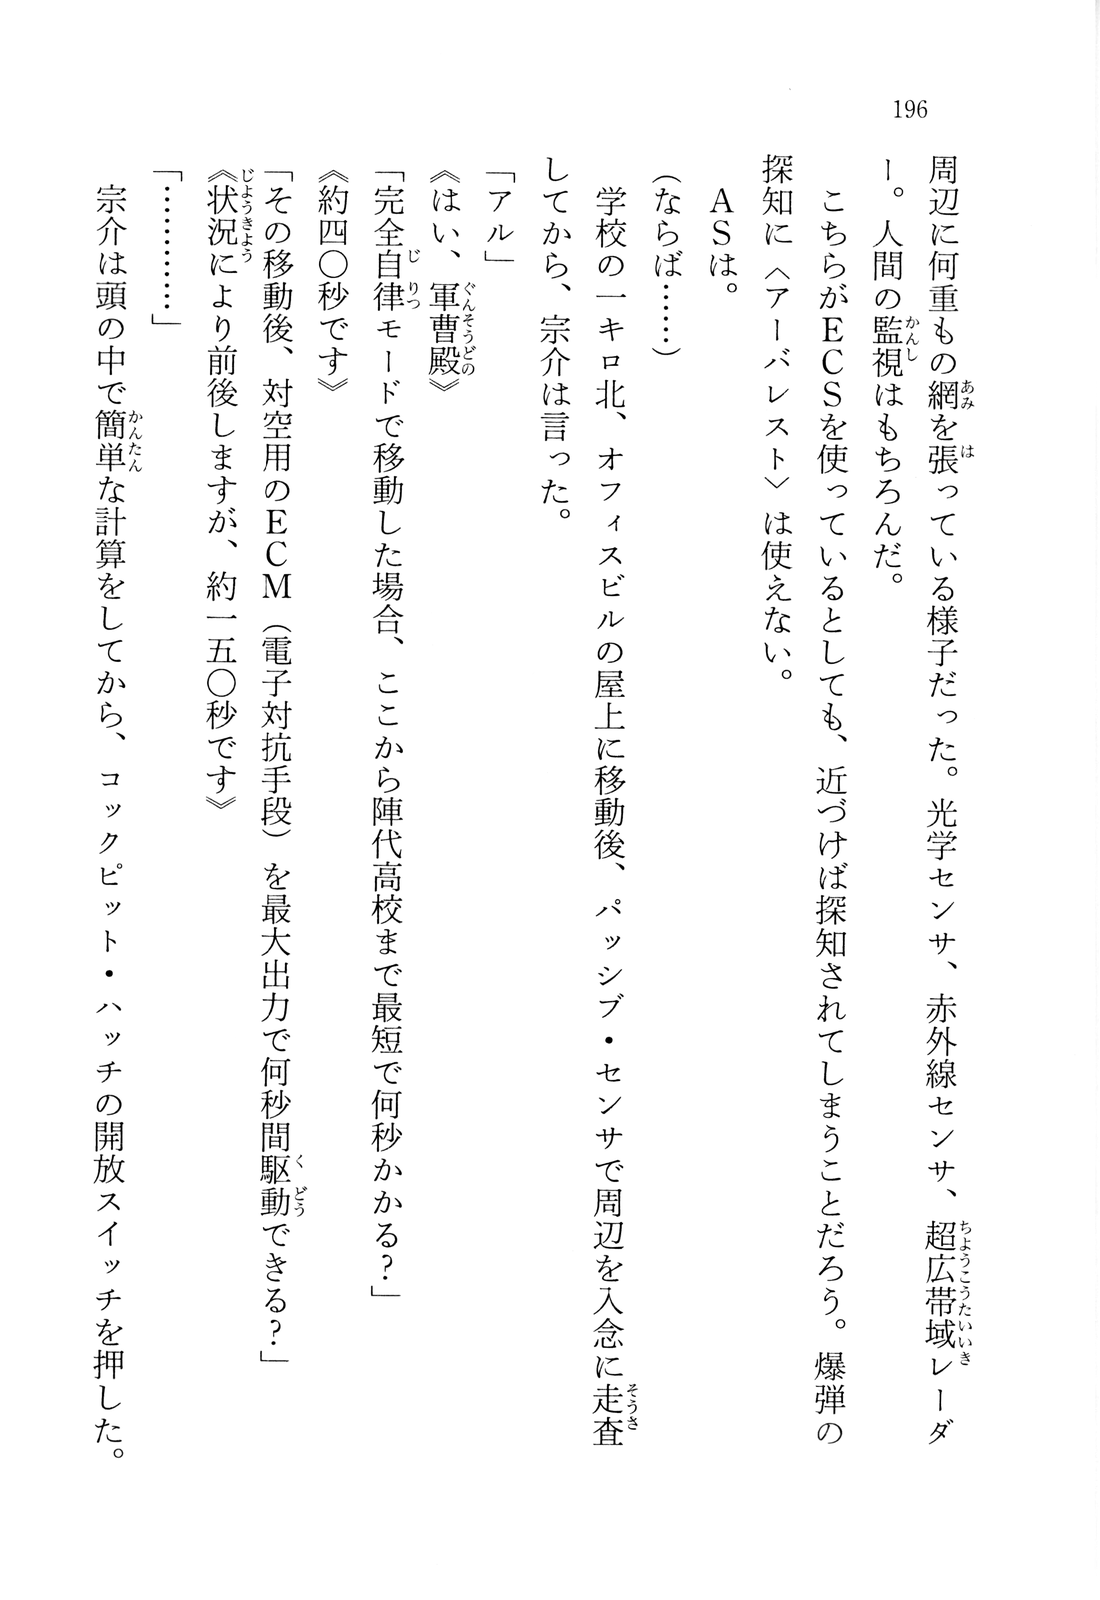 196
周辺に何重もの網を張っている様子だった。光学センサ、赤外線センサ、超広帯域レーダ
ー。人間の監視はもちろんだ。
こちらがＥＣＳを使っているとしても、近づけば探知されてしまうことだろう。爆弾の
探知に〈アーバレスト〉は使えない。
ＡＳは。
（ならば……）
学校の一キロ北、オフィスビルの屋上に移動後、パッシブ・センサで周辺を入念に走査
してから、宗介は言った。
「アル」
《はい、軍曹殿》
「完全自律モードで移動した場合、ここから陣代高校まで最短で何秒かかる？」
《約四〇秒です》
「その移動後、対空用のＥＣＭ（電子対抗手段）を最大出力で何秒間駆動できる？」
《状況により前後しますが、約一五〇秒です》
「…………」
宗介は頭の中で簡単な計算をしてから、コックピット・ハッチの開放スイッチを押した。